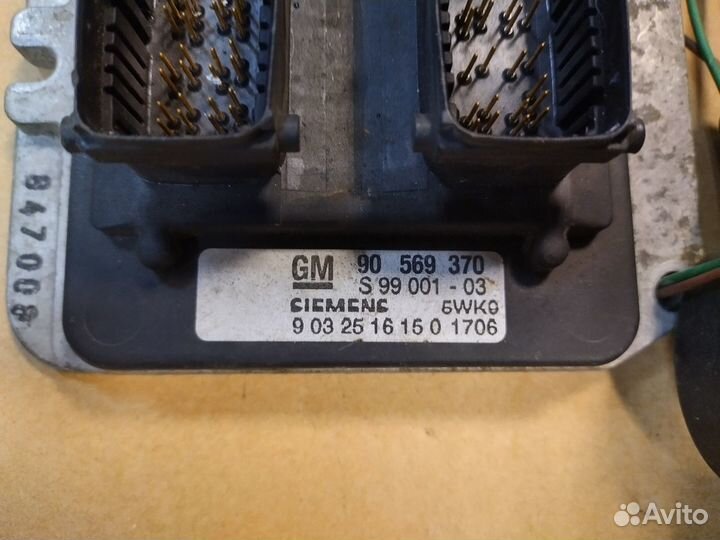 847008
GM 90 569 370
S 99 001 - 03
SIEMENS 5WK9
9 03 25 16 15 0 1706
Avito